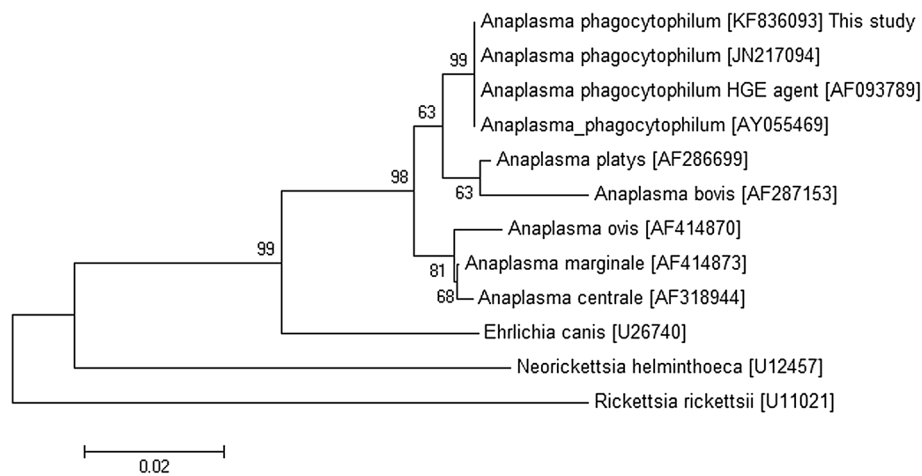 Anaplasma phagocytophilum [KF836093] This study
99
Anaplasma phagocytophilum [JN217094]
Anaplasma phagocytophilum HGE agent [AF093789]
63
Anaplasma_phagocytophilum [AY055469]
Anaplasma platys [AF286699]
98
63
Anaplasma bovis [AF287153]
Anaplasma ovis [AF414870]
99
81
Anaplasma marginale [AF414873]
68
Anaplasma centrale [AF318944]
Ehrlichia canis [U26740]
Neorickettsia helminthoeca [U12457]
Rickettsia rickettsii [U11021]
0.02